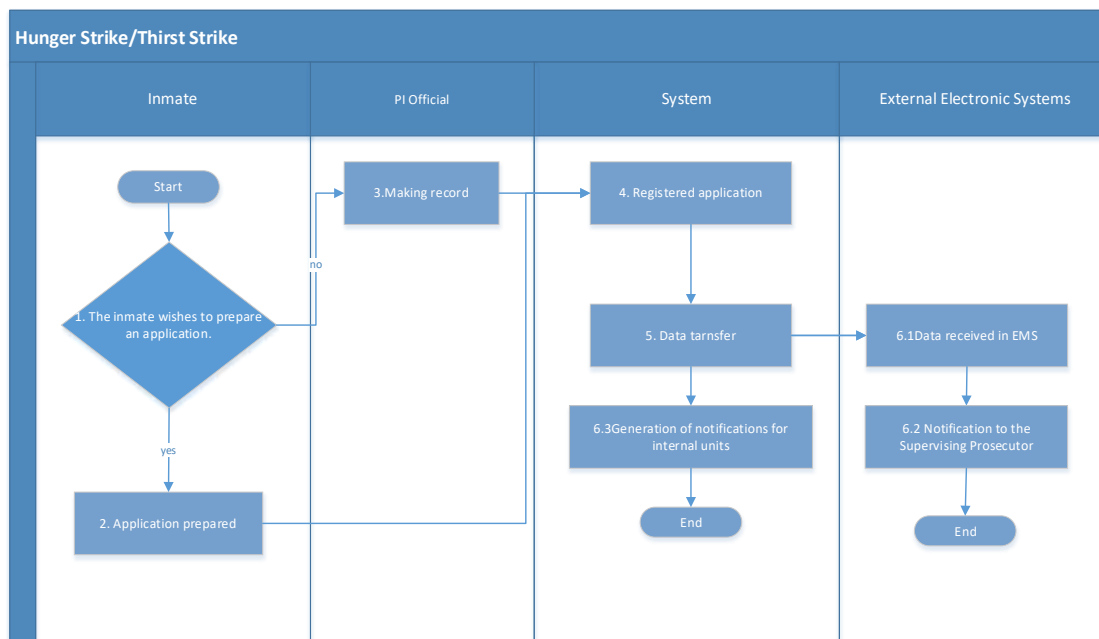 Hunger Strike/Thirst Strike
Inmate
PI Official
System
External Electronic Systems
Start
3.Making record
4. Registered application
no
1. The inmate wishes to prepare
an application.
5. Data tarnsfer
6.1Data received in EMS
6.3Generation of notifications for
internal units
6.2 Notification to the
Supervising Prosecutor
yes
2. Application prepared
End
End